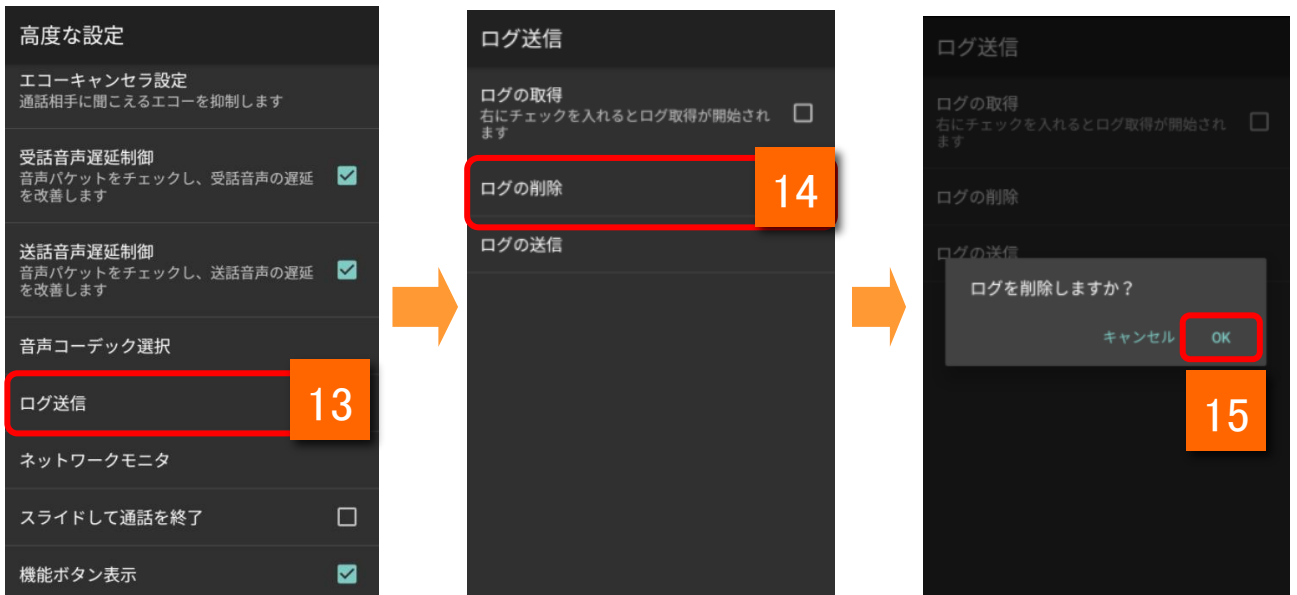 高度な設定
エコーキャンセラ設定
通話相手に聞こえるエコーを抑制します
受話音声遅延制御
音声パケットをチェックし、受話音声の遅延
を改善します
送話音声遅延制御
音声パケットをチェックし、送話音声の遅延
を改善します
音声コーデック選択
ログ送信
13
ネットワークモニタ
スライドして通話を終了
機能ボタン表示
ログ送信
ログの取得
右にチェックを入れるとログ取得が開始され
ます
ログの削除
14
ログの送信
ログ送信
ログの取得
右にチェックを入れるとログ取得が開始され
ます
ログの削除
ログの送信
ログを削除しますか？
キャンセル
OK
15